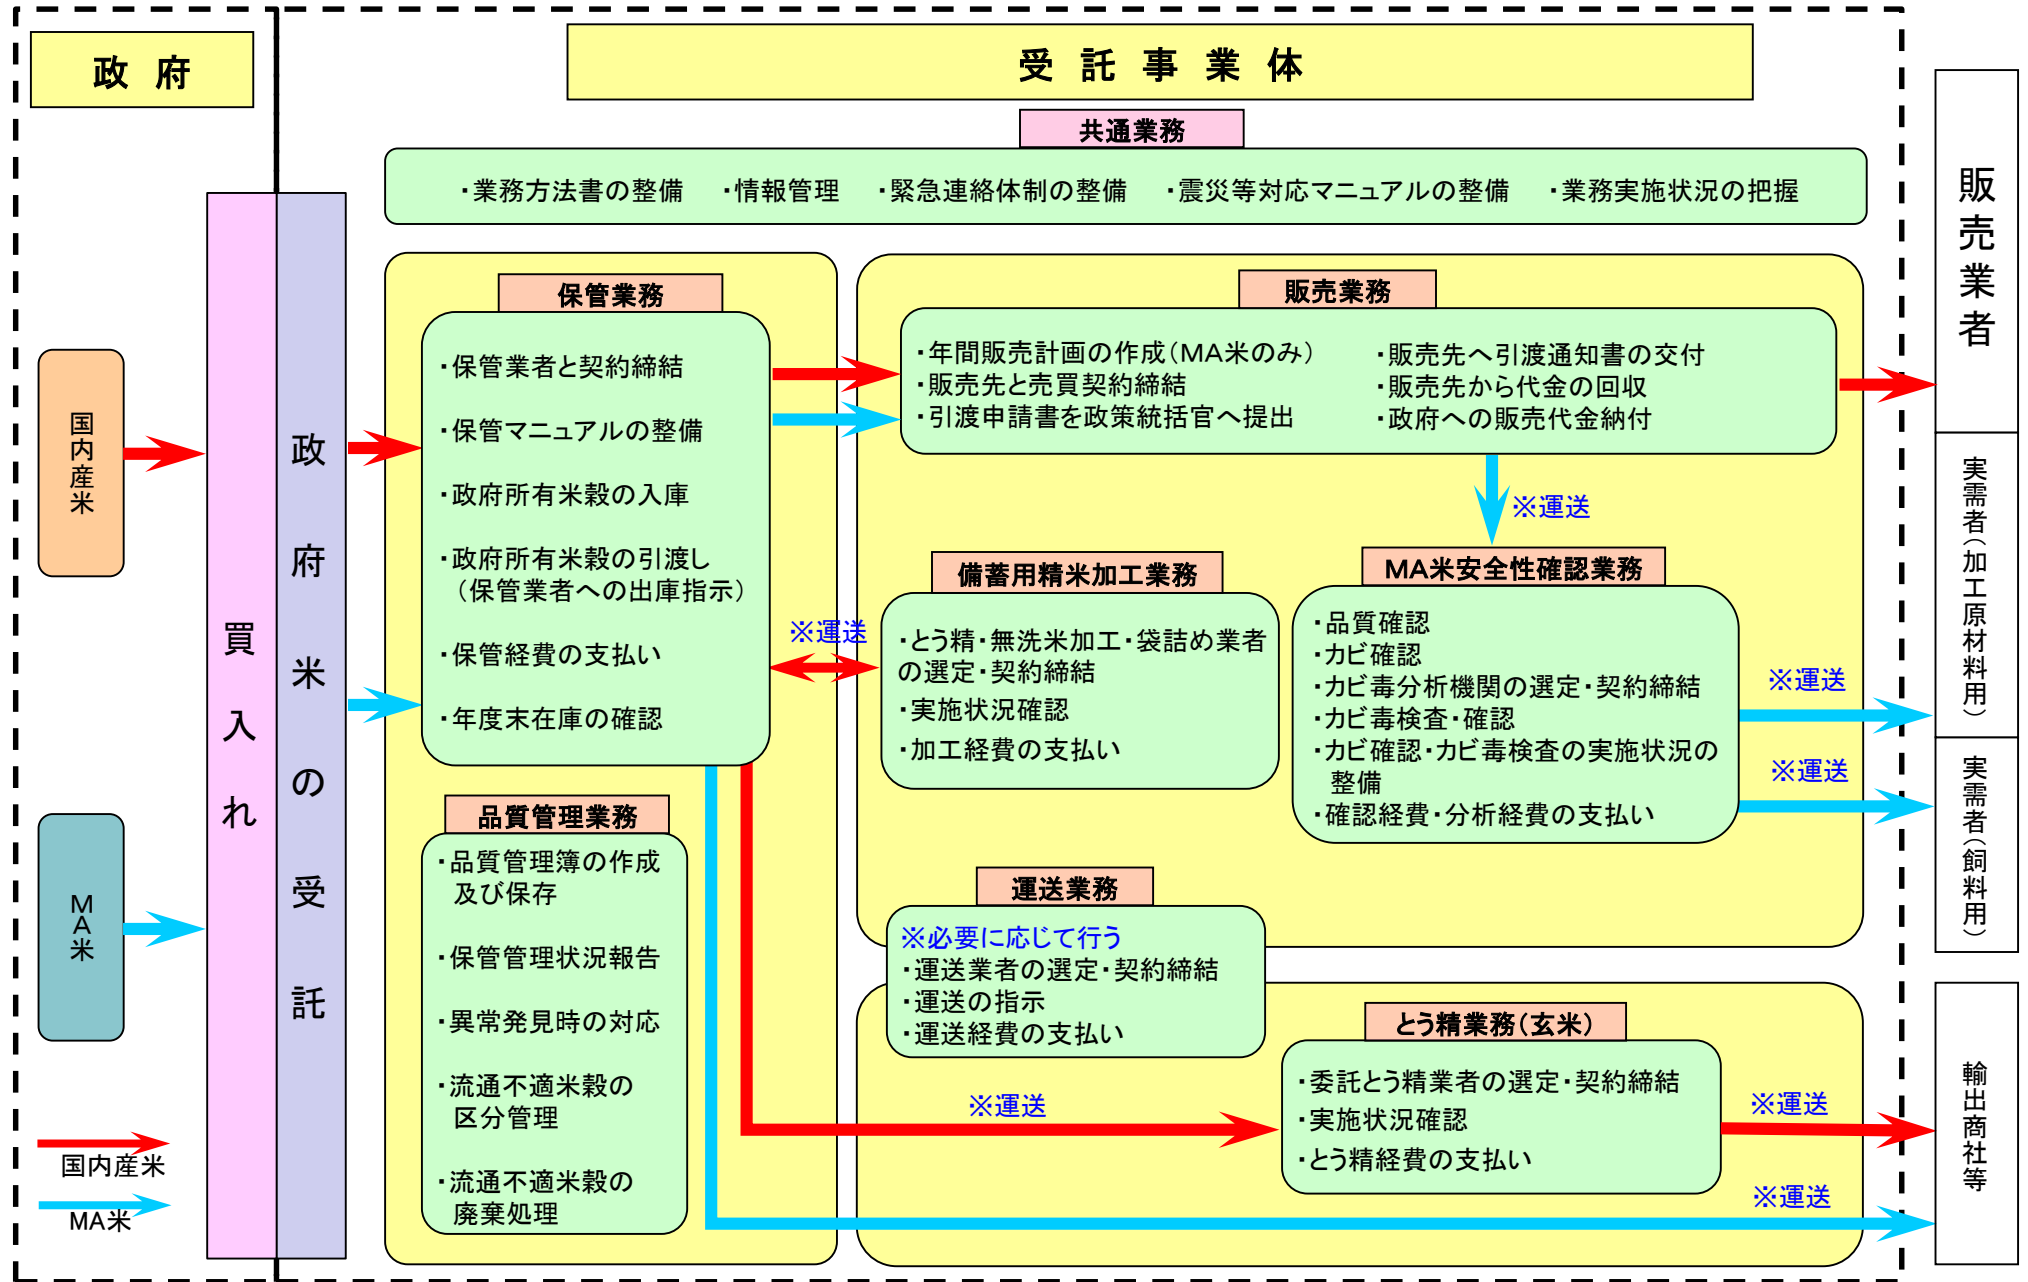 政府
受託事業体
共通業務
・業務方法書の整備　・情報管理　・緊急連絡体制の整備　・震災等対応マニュアルの整備　・業務実施状況の把握
国内産米
MA米
買入れ
政府米の受託
保管業務
・保管業者と契約締結
・保管マニュアルの整備
・政府所有米穀の入庫
・政府所有米穀の引渡し
（保管業者への出庫指示）
・保管経費の支払い
・年度末在庫の確認
品質管理業務
・品質管理簿の作成
及び保存
・保管管理状況報告
・異常発見時の対応
・流通不適米穀の
区分管理
・流通不適米穀の
廃棄処理
販売業務
・年間販売計画の作成（MA米のみ）
・販売先と売買契約締結
・引渡申請書を政策統括官へ提出
・販売先へ引渡通知書の交付
・販売先から代金の回収
・政府への販売代金納付
※運送
※運送
備蓄用精米加工業務
・とう精・無洗米加工・袋詰め業者
の選定・契約締結
・実施状況確認
・加工経費の支払い
MA米安全性確認業務
・品質確認
・カビ確認
・カビ毒分析機関の選定・契約締結
・カビ毒検査・確認
・カビ確認・カビ毒検査の実施状況の
整備
・確認経費・分析経費の支払い
※運送
※運送
運送業務
※必要に応じて行う
・運送業者の選定・契約締結
・運送の指示
・運送経費の支払い
とう精業務（玄米）
・委託とう精業者の選定・契約締結
・実施状況確認
・とう精経費の支払い
※運送
※運送
※運送
販売業者
実需者（加工原材料用）
実需者（飼料用）
輸出商社等
国内産米
MA米